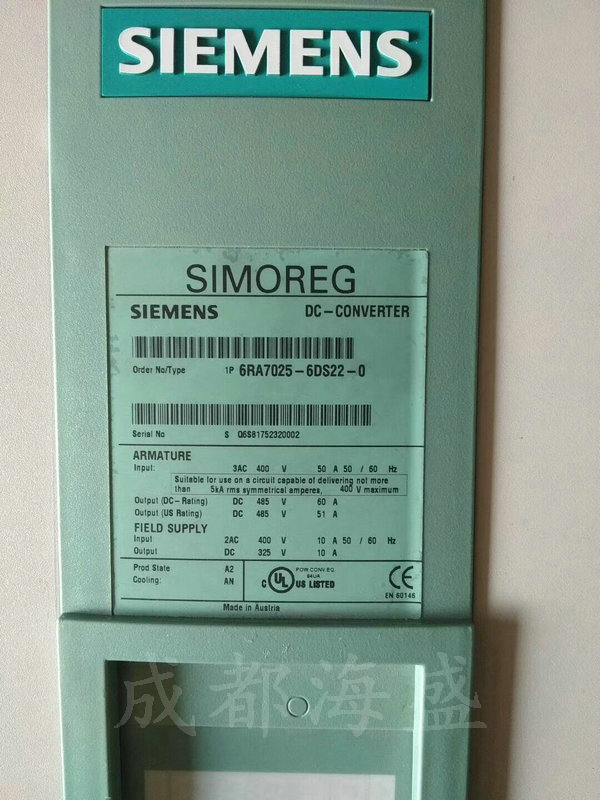 SIEMENS
SIMOREG
SIEMENS DC-CONVERTER
Order No/Type 1P 6RA7025-6DS22-0
Serial No S Q6S81752320002
ARMATURE
Input: 3AC 400 V 50 A 50 / 60 Hz
Suitable for use on a circuit capable of delivering not more
than 5kA rms symmetrical amperes, 400 V maximum
Output (DC-Rating) DC 485 V 60 A
Output (US Rating) DC 485 V 51 A
FIELD SUPPLY
Input 2AC 400 V 10 A 50 / 60 Hz
Output DC 325 V 10 A
Prod State A2
Cooling: AN
POW CONV.EQ.
94UA
C UL US LISTED
CE
EN 60146
Made in Austria
成都海盛